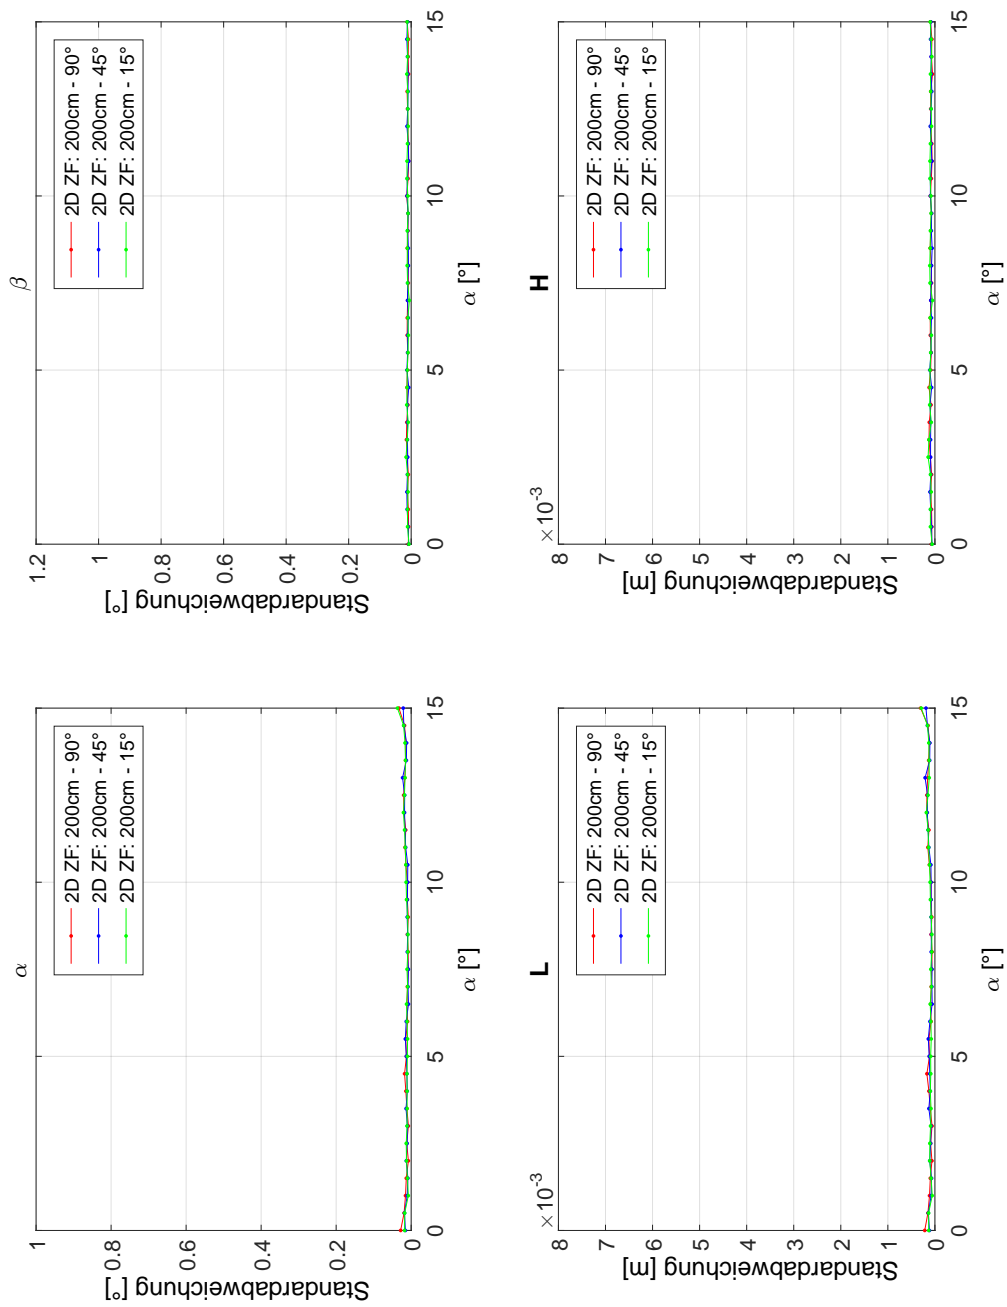 α
Standardabweichung [°]
1
0.8
0.6
0.4
0.2
0
0
5
10
15
α [°]
2D ZF: 200cm - 90°
2D ZF: 200cm - 45°
2D ZF: 200cm - 15°
β
Standardabweichung [°]
1.2
1
0.8
0.6
0.4
0.2
0
0
5
10
15
α [°]
2D ZF: 200cm - 90°
2D ZF: 200cm - 45°
2D ZF: 200cm - 15°
L
×10⁻³
Standardabweichung [m]
8
7
6
5
4
3
2
1
0
0
5
10
15
α [°]
2D ZF: 200cm - 90°
2D ZF: 200cm - 45°
2D ZF: 200cm - 15°
H
×10⁻³
Standardabweichung [m]
8
7
6
5
4
3
2
1
0
0
5
10
15
α [°]
2D ZF: 200cm - 90°
2D ZF: 200cm - 45°
2D ZF: 200cm - 15°